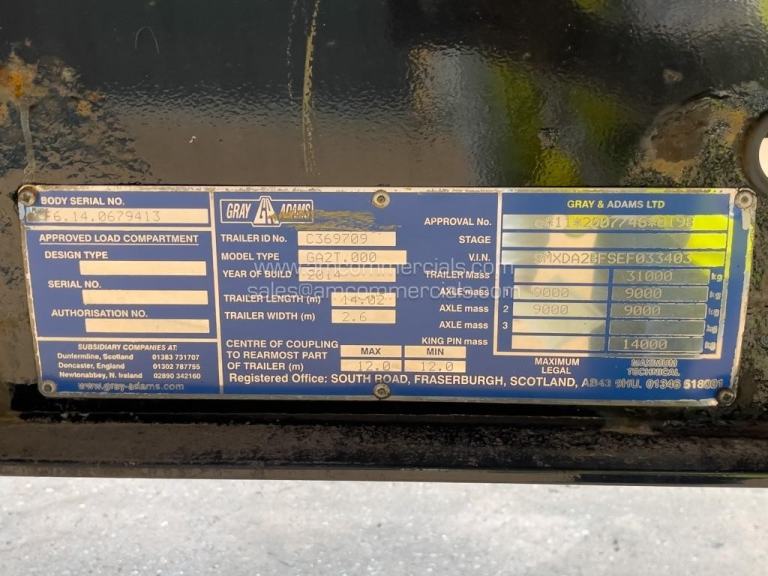 BODY SERIAL NO.
F6.14.0679413
APPROVED LOAD COMPARTMENT
DESIGN TYPE
SERIAL NO.
AUTHORISATION NO.
SUBSIDIARY COMPANIES AT:
Dunfermline, Scotland 01383 731707
Doncaster, England 01302 787755
Newtonabbey, N. Ireland 02890 342160
www.gray-adams.com
GRAY ADAMS
TRAILER ID No. C369709
MODEL TYPE GA2T.000
YEAR OF BUILD 2014
TRAILER LENGTH (m) 14.02
TRAILER WIDTH (m) 2.6
CENTRE OF COUPLING TO REARMOST PART OF TRAILER (m)
MAX MIN
12.0 12.0
GRAY & ADAMS LTD
APPROVAL No.
STAGE
V.I.N.
TRAILER Mass 31000 kg
AXLE mass 1 9000 9000 kg
AXLE mass 2 9000 9000 kg
AXLE mass 3 kg
KING PIN mass 14000 kg
MAXIMUM LEGAL
MAXIMUM TECHNICAL
Registered Office: SOUTH ROAD, FRASERBURGH, SCOTLAND, AB43 9HU. 01346 518001
www.amcommercials.com
sales@amcommercials.com